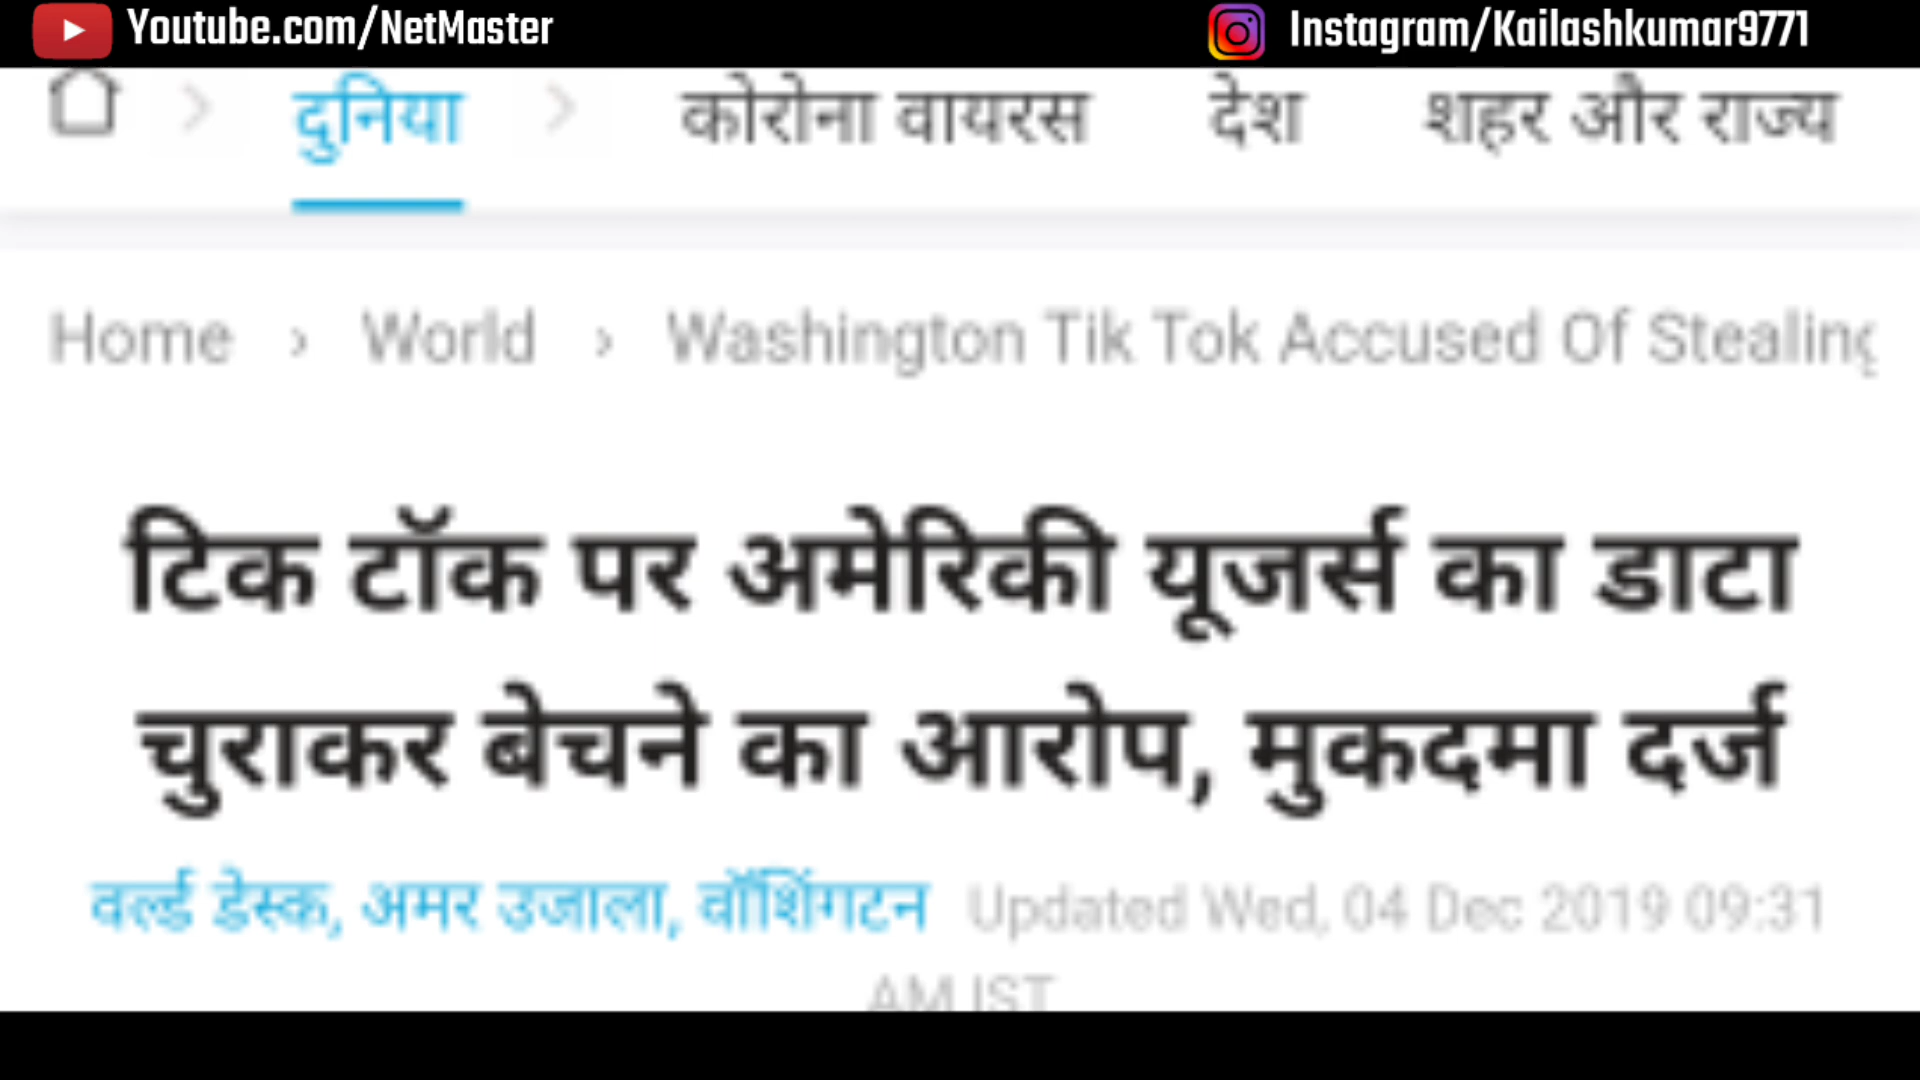 Youtube.com/NetMaster Instagram/Kailashkumar9771
दुनिया कोरोना वायरस देश शहर और राज्य
Home › World › Washington Tik Tok Accused Of Stealing
टिक टॉक पर अमेरिकी यूजर्स का डाटा
चुराकर बेचने का आरोप, मुकदमा दर्ज
वर्ल्ड डेस्क, अमर उजाला, वॉशिंगटन Updated Wed, 04 Dec 2019 09:31
AM IST